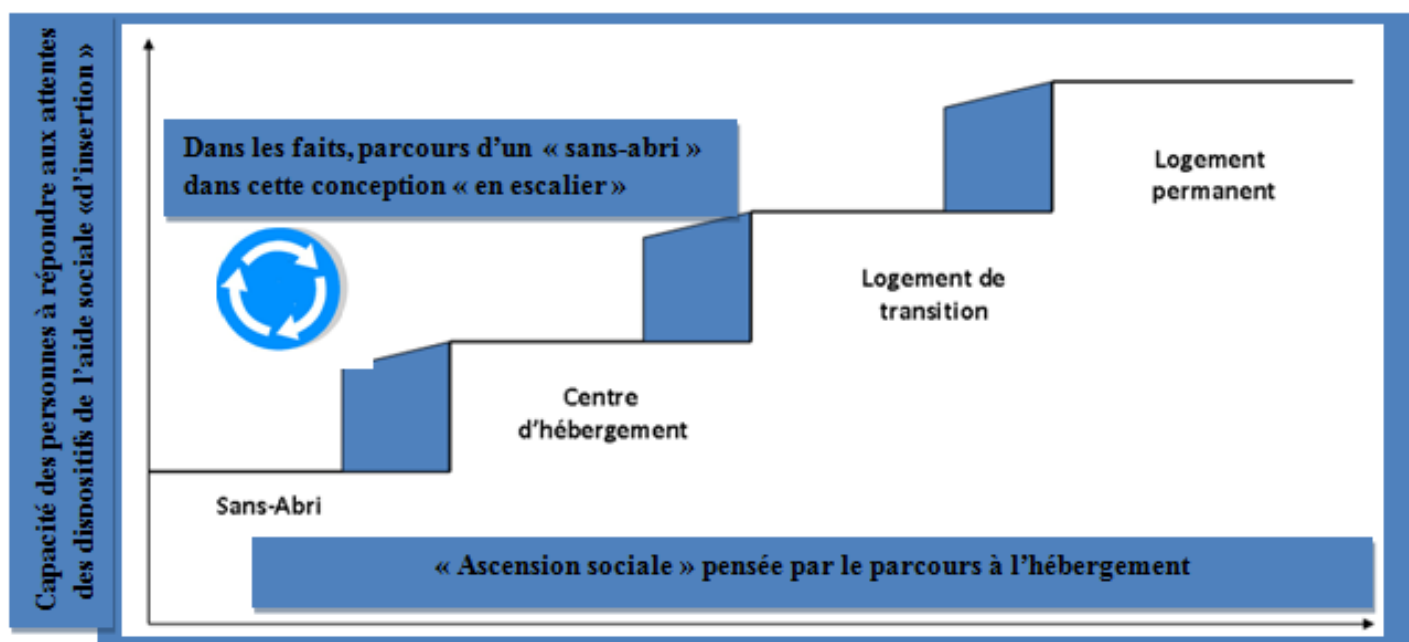 Capacité des personnes à répondre aux attentes
des dispositifs de l'aide sociale «d'insertion »
Dans les faits, parcours d'un « sans-abri »
dans cette conception « en escalier »
Logement
permanent
Logement de
transition
Centre
d'hébergement
Sans-Abri
« Ascension sociale » pensée par le parcours à l'hébergement